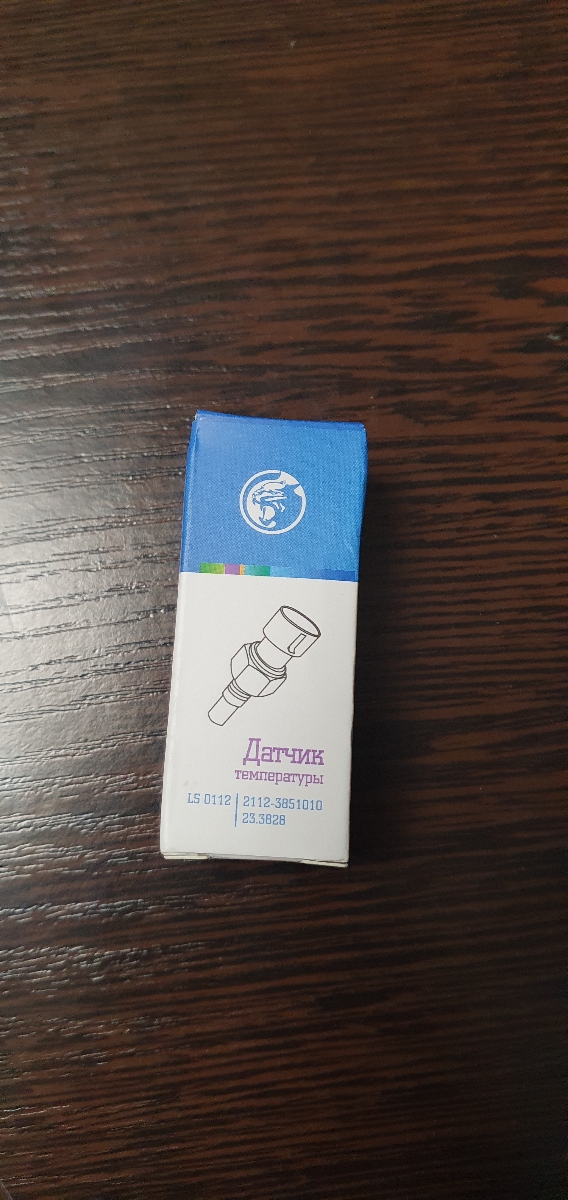 Датчик
температуры
LS 0112 | 2112-3851010
23.3828